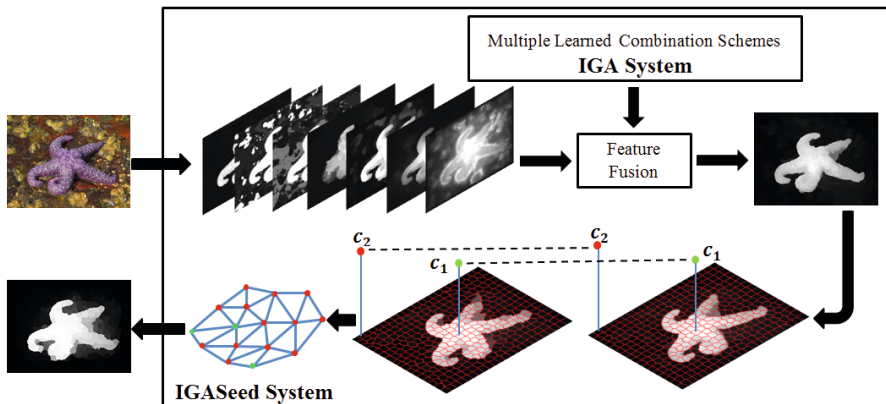 Multiple Learned Combination Schemes
IGA System
Feature
Fusion
c₂
c₂
c₁
c₁
IGASeed System